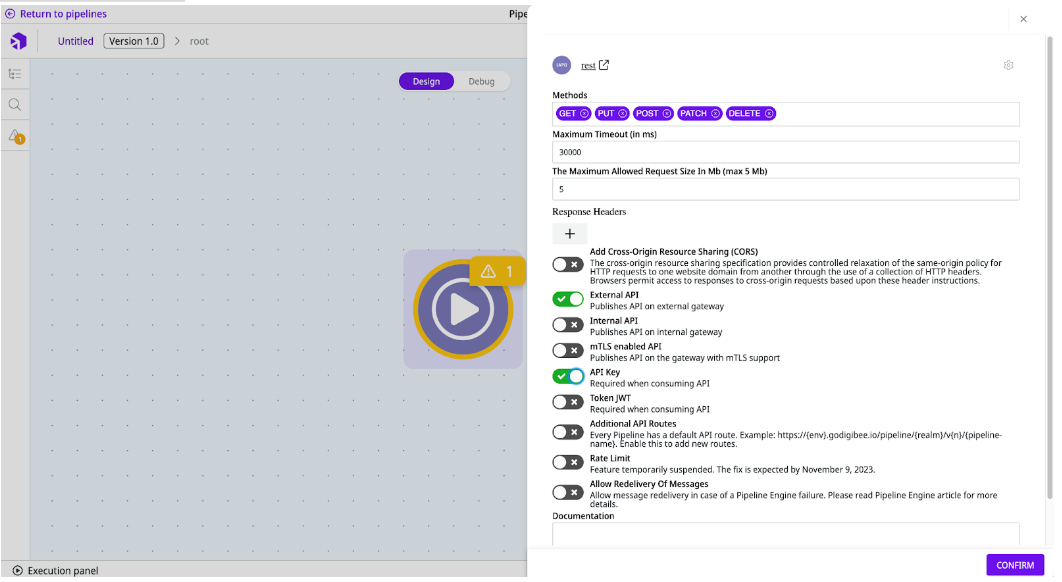 Return to pipelines
Pipe
Untitled Version 1.0 > root
Design Debug
1
1
Execution panel
rest
Methods
GET PUT POST PATCH DELETE
Maximum Timeout (in ms)
30000
The Maximum Allowed Request Size In Mb (max 5 Mb)
5
Response Headers
+
Add Cross-Origin Resource Sharing (CORS)
The cross-origin resource sharing specification provides controlled relaxation of the same-origin policy for
HTTP requests to one website domain from another through the use of a collection of HTTP headers.
Browsers permit access to responses to cross-origin requests based upon these header instructions.
External API
Publishes API on external gateway
Internal API
Publishes API on internal gateway
mTLS enabled API
Publishes API on the gateway with mTLS support
API Key
Required when consuming API
Token JWT
Required when consuming API
Additional API Routes
Every Pipeline has a default API route. Example: https://{env}.godigibee.io/pipeline/{realm}/v{n}/{pipeline-
name}. Enable this to add new routes.
Rate Limit
Feature temporarily suspended. The fix is expected by November 9, 2023.
Allow Redelivery Of Messages
Allow message redelivery in case of a Pipeline Engine failure. Please read Pipeline Engine article for more
details.
Documentation
CONFIRM